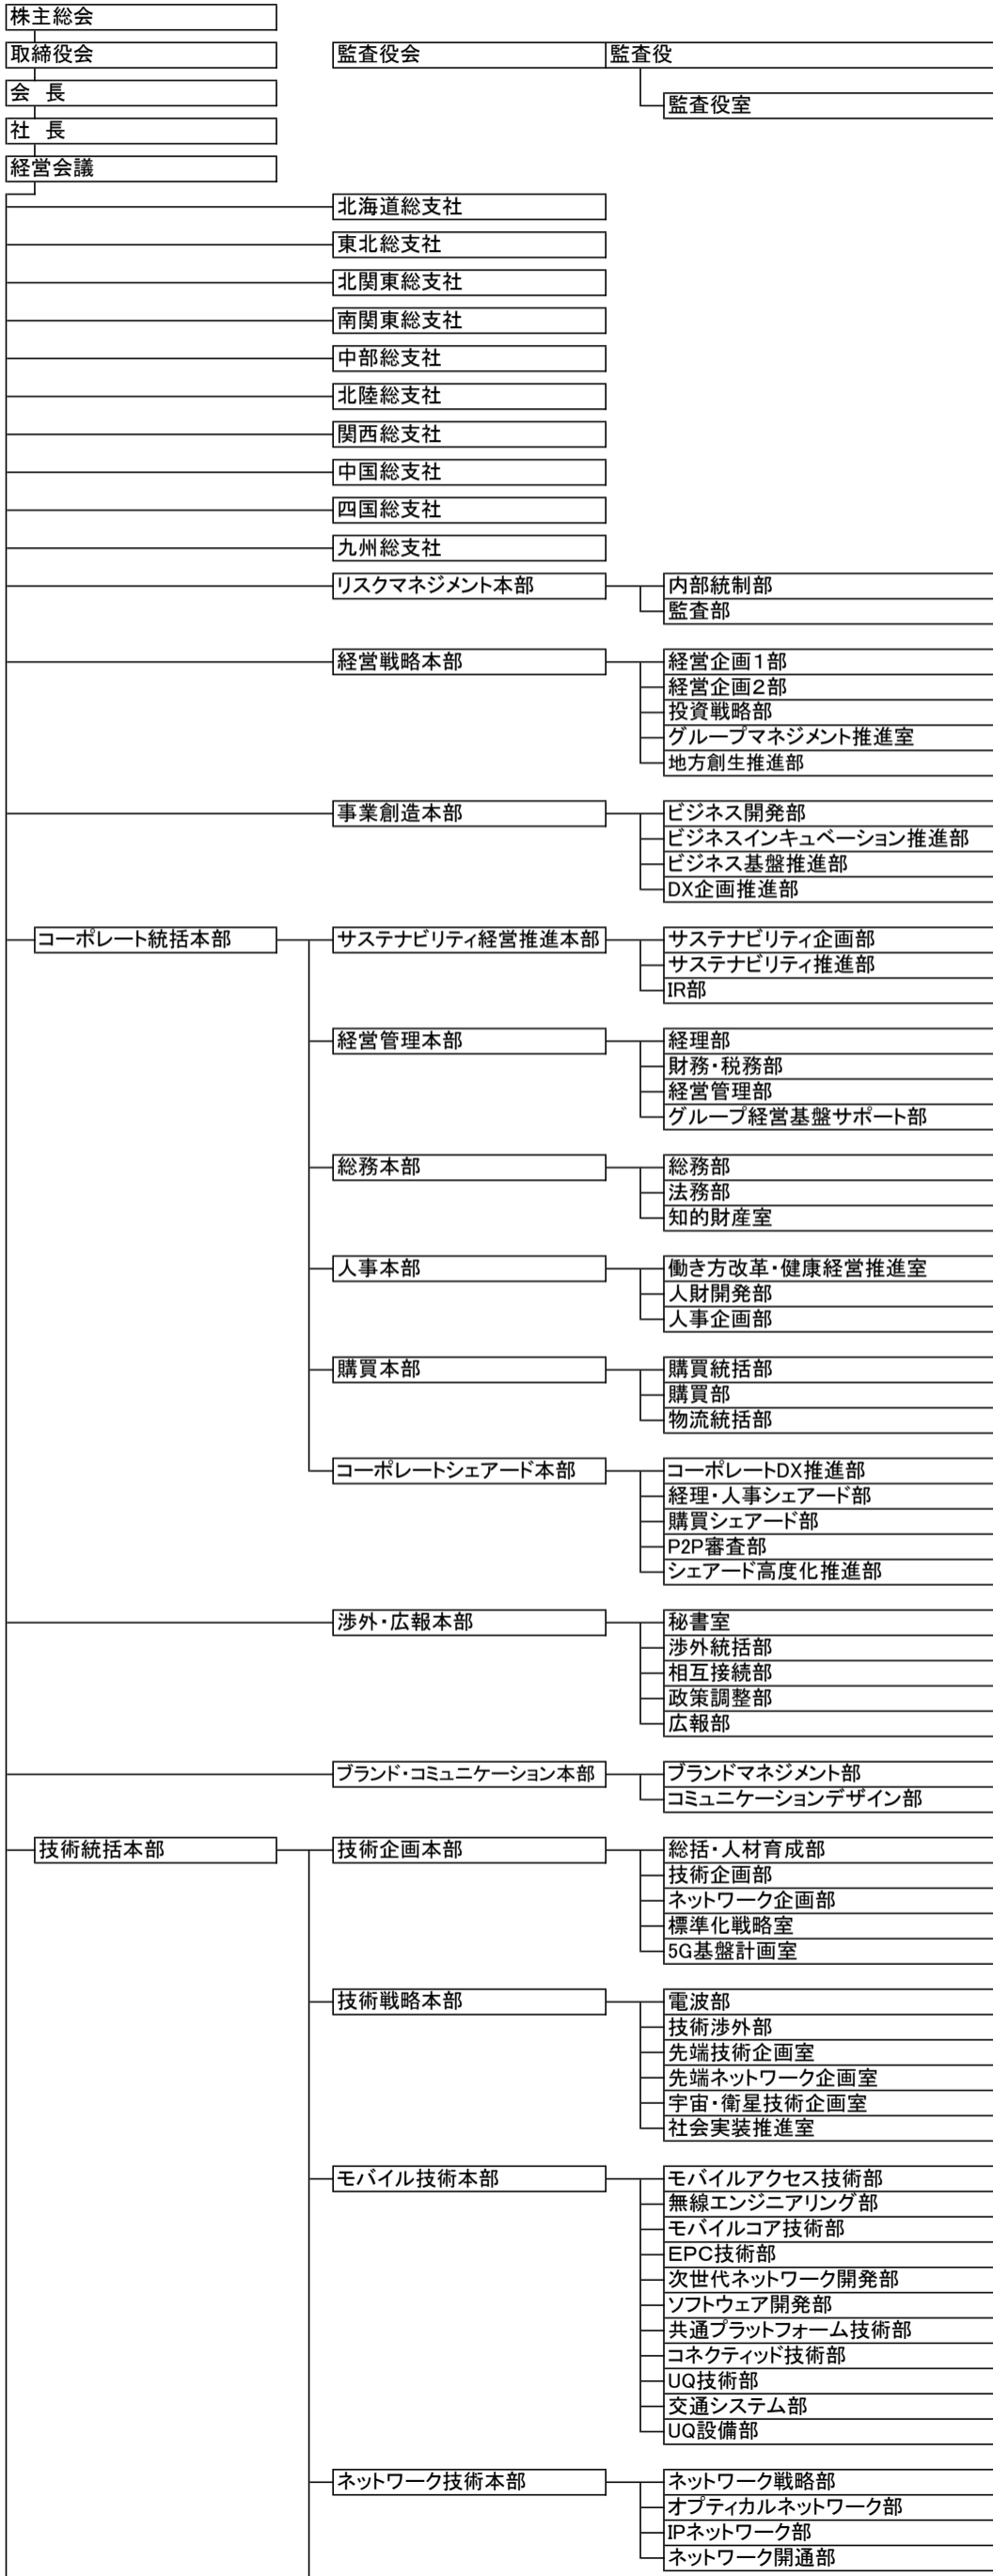 株主総会
取締役会
監査役会
監査役
会　長
監査役室
社　長
経営会議
北海道総支社
東北総支社
北関東総支社
南関東総支社
中部総支社
北陸総支社
関西総支社
中国総支社
四国総支社
九州総支社
リスクマネジメント本部
内部統制部
監査部
経営戦略本部
経営企画１部
経営企画２部
投資戦略部
グループマネジメント推進室
地方創生推進部
事業創造本部
ビジネス開発部
ビジネスインキュベーション推進部
ビジネス基盤推進部
DX企画推進部
コーポレート統括本部
サステナビリティ経営推進本部
サステナビリティ企画部
サステナビリティ推進部
IR部
経営管理本部
経理部
財務・税務部
経営管理部
グループ経営基盤サポート部
総務本部
総務部
法務部
知的財産室
人事本部
働き方改革・健康経営推進室
人財開発部
人事企画部
購買本部
購買統括部
購買部
物流統括部
コーポレートシェアード本部
コーポレートDX推進部
経理・人事シェアード部
購買シェアード部
P2P審査部
シェアード高度化推進部
渉外・広報本部
秘書室
渉外統括部
相互接続部
政策調整部
広報部
ブランド・コミュニケーション本部
ブランドマネジメント部
コミュニケーションデザイン部
技術統括本部
技術企画本部
総括・人材育成部
技術企画部
ネットワーク企画部
標準化戦略室
5G基盤計画室
技術戦略本部
電波部
技術渉外部
先端技術企画室
先端ネットワーク企画室
宇宙・衛星技術企画室
社会実装推進室
モバイル技術本部
モバイルアクセス技術部
無線エンジニアリング部
モバイルコア技術部
EPC技術部
次世代ネットワーク開発部
ソフトウェア開発部
共通プラットフォーム技術部
コネクティッド技術部
UQ技術部
交通システム部
UQ設備部
ネットワーク技術本部
ネットワーク戦略部
オプティカルネットワーク部
IPネットワーク部
ネットワーク開通部